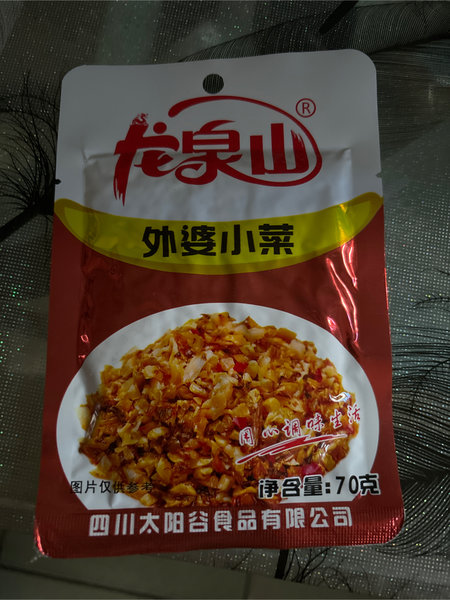 龙泉山®
外婆小菜
用心调味生活
图片仅供参考
净含量:70克
四川太阳谷食品有限公司